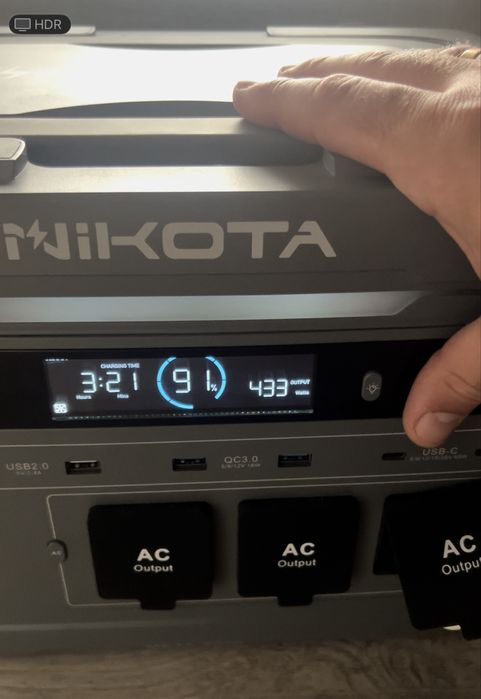 HDR
NIKOTA
CHARGING TIME
3:21
Hours Mins
91%
433
OUTPUT
Watts
USB2.0
QC3.0
USB-C
AC
AC
Output
AC
Output
AC
Output